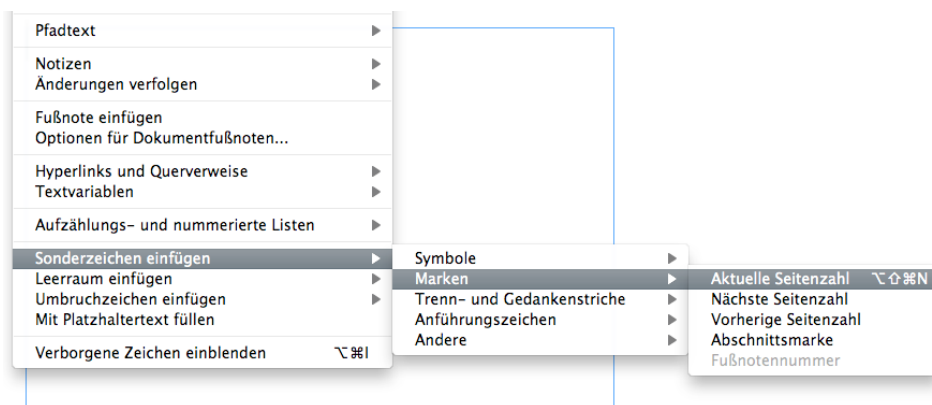 Pfadtext
Notizen
Änderungen verfolgen
Fußnote einfügen
Optionen für Dokumentfußnoten...
Hyperlinks und Querverweise
Textvariablen
Aufzählungs- und nummerierte Listen
Sonderzeichen einfügen
Leerraum einfügen
Umbruchzeichen einfügen
Mit Platzhaltertext füllen
Verborgene Zeichen einblenden ⌥⌘I
Symbole
Marken
Trenn- und Gedankenstriche
Anführungszeichen
Andere
Aktuelle Seitenzahl ⌥⇧⌘N
Nächste Seitenzahl
Vorherige Seitenzahl
Abschnittsmarke
Fußnotennummer